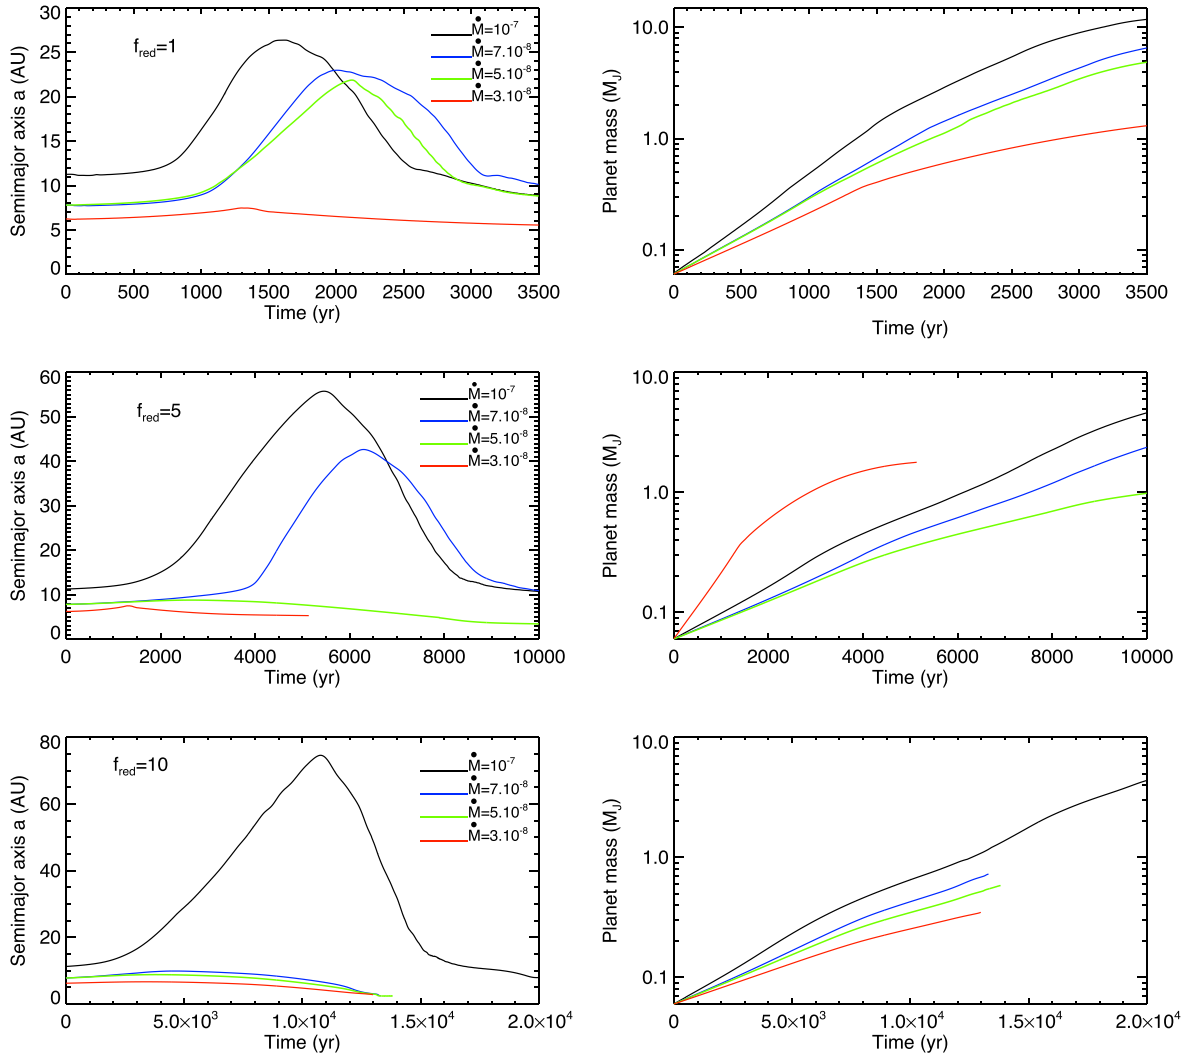 f_red=1
Ṁ=10^-7
Ṁ=7.10^-8
Ṁ=5.10^-8
Ṁ=3.10^-8
Semimajor axis a (AU)
30
25
20
15
10
5
0
0 500 1000 1500 2000 2500 3000 3500
Time (yr)
Planet mass (M_J)
10.0
1.0
0.1
0 500 1000 1500 2000 2500 3000 3500
Time (yr)
f_red=5
Ṁ=10^-7
Ṁ=7.10^-8
Ṁ=5.10^-8
Ṁ=3.10^-8
Semimajor axis a (AU)
60
50
40
30
20
10
0
0 2000 4000 6000 8000 10000
Time (yr)
Planet mass (M_J)
10.0
1.0
0.1
0 2000 4000 6000 8000 10000
Time (yr)
f_red=10
Ṁ=10^-7
Ṁ=7.10^-8
Ṁ=5.10^-8
Ṁ=3.10^-8
Semimajor axis a (AU)
80
60
40
20
0
0 5.0×10^3 1.0×10^4 1.5×10^4 2.0×10^4
Time (yr)
Planet mass (M_J)
10.0
1.0
0.1
0 5.0×10^3 1.0×10^4 1.5×10^4 2.0×10^4
Time (yr)